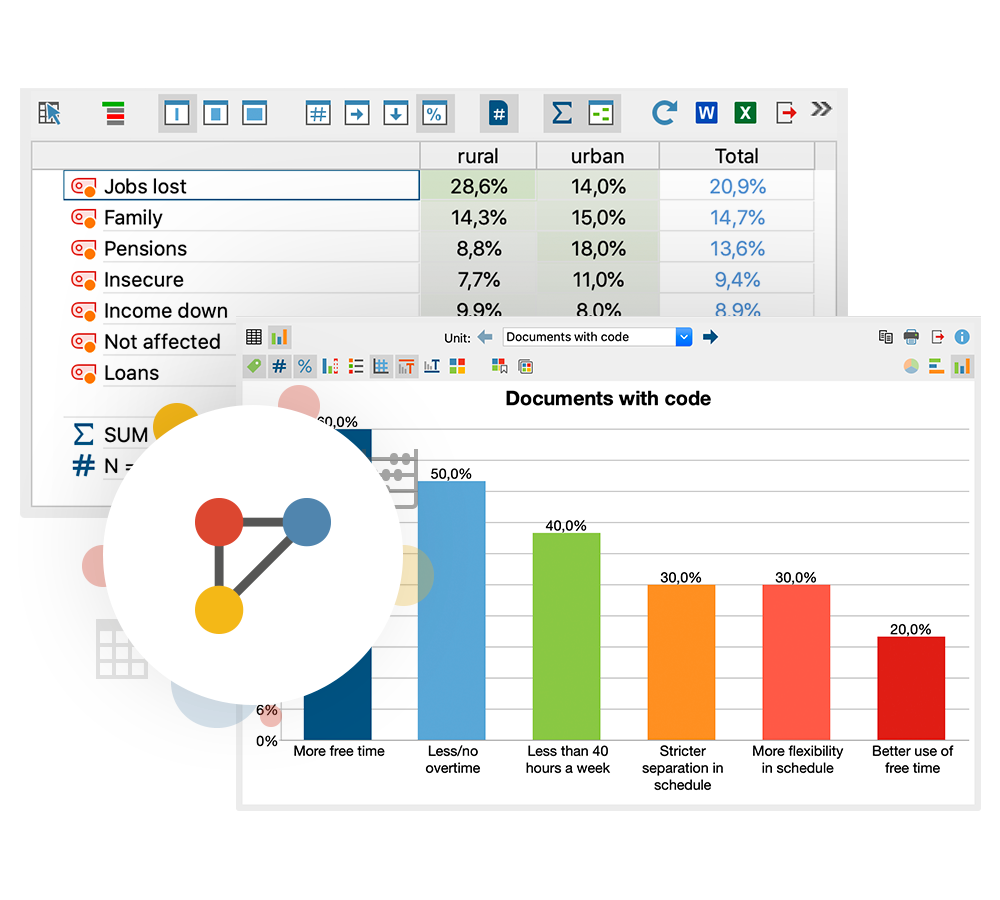 rural urban Total
Jobs lost 28,6% 14,0% 20,9%
Family 14,3% 15,0% 14,7%
Pensions 8,8% 18,0% 13,6%
Insecure 7,7% 11,0% 9,4%
Income down 9,9% 8,0% 8,9%
Not affected
Loans
Σ SUM
# N =
Unit: Documents with code
Documents with code
60,0%
50,0%
40,0%
30,0% 30,0%
20,0%
6%
0%
More free time
Less/no
overtime
Less than 40
hours a week
Stricter
separation in
schedule
More flexibility
in schedule
Better use of
free time